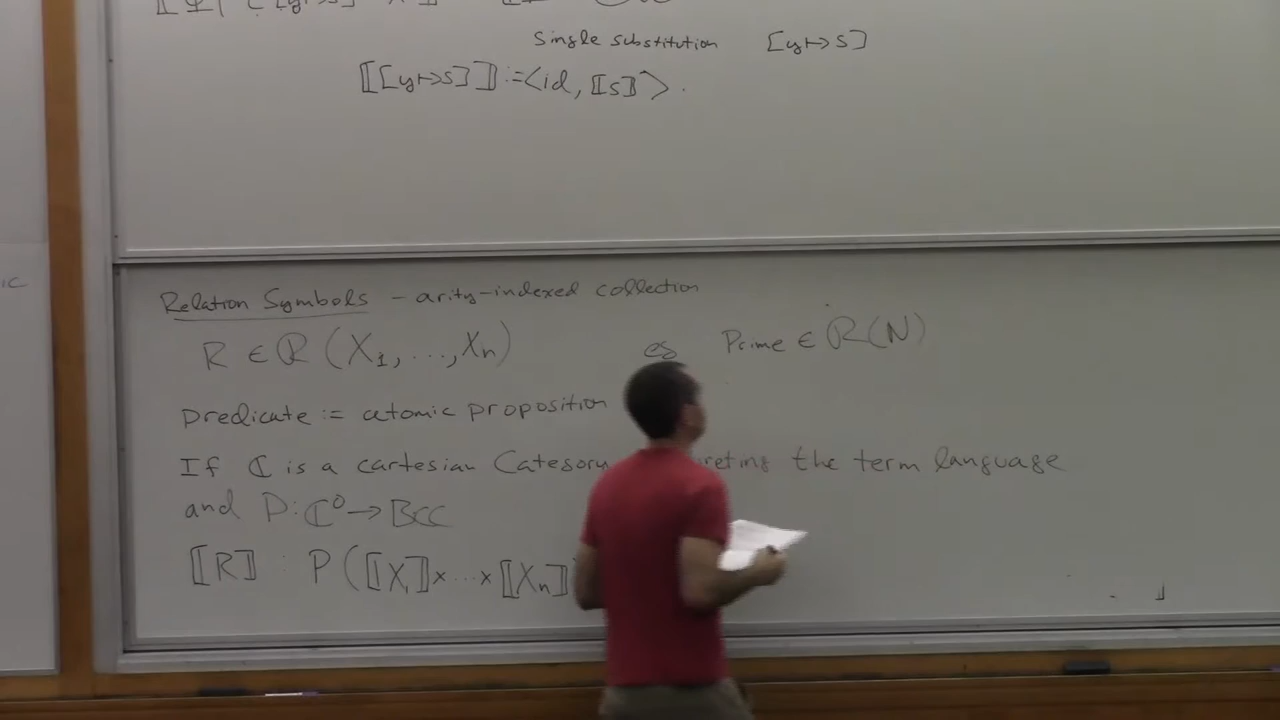 single substitution [y↦s]
⟦[y↦s]⟧ := ⟨id, ⟦s⟧⟩.
Relation Symbols - arity-indexed collection
R ∈ ℛ (X₁, ..., Xₙ) eg Prime ∈ ℛ(N)
predicate := atomic proposition
If ℂ is a cartesian Category the term language
and P : ℂ⁰ → BCC
⟦R⟧ : P (⟦X₁⟧ × ... × ⟦Xₙ⟧